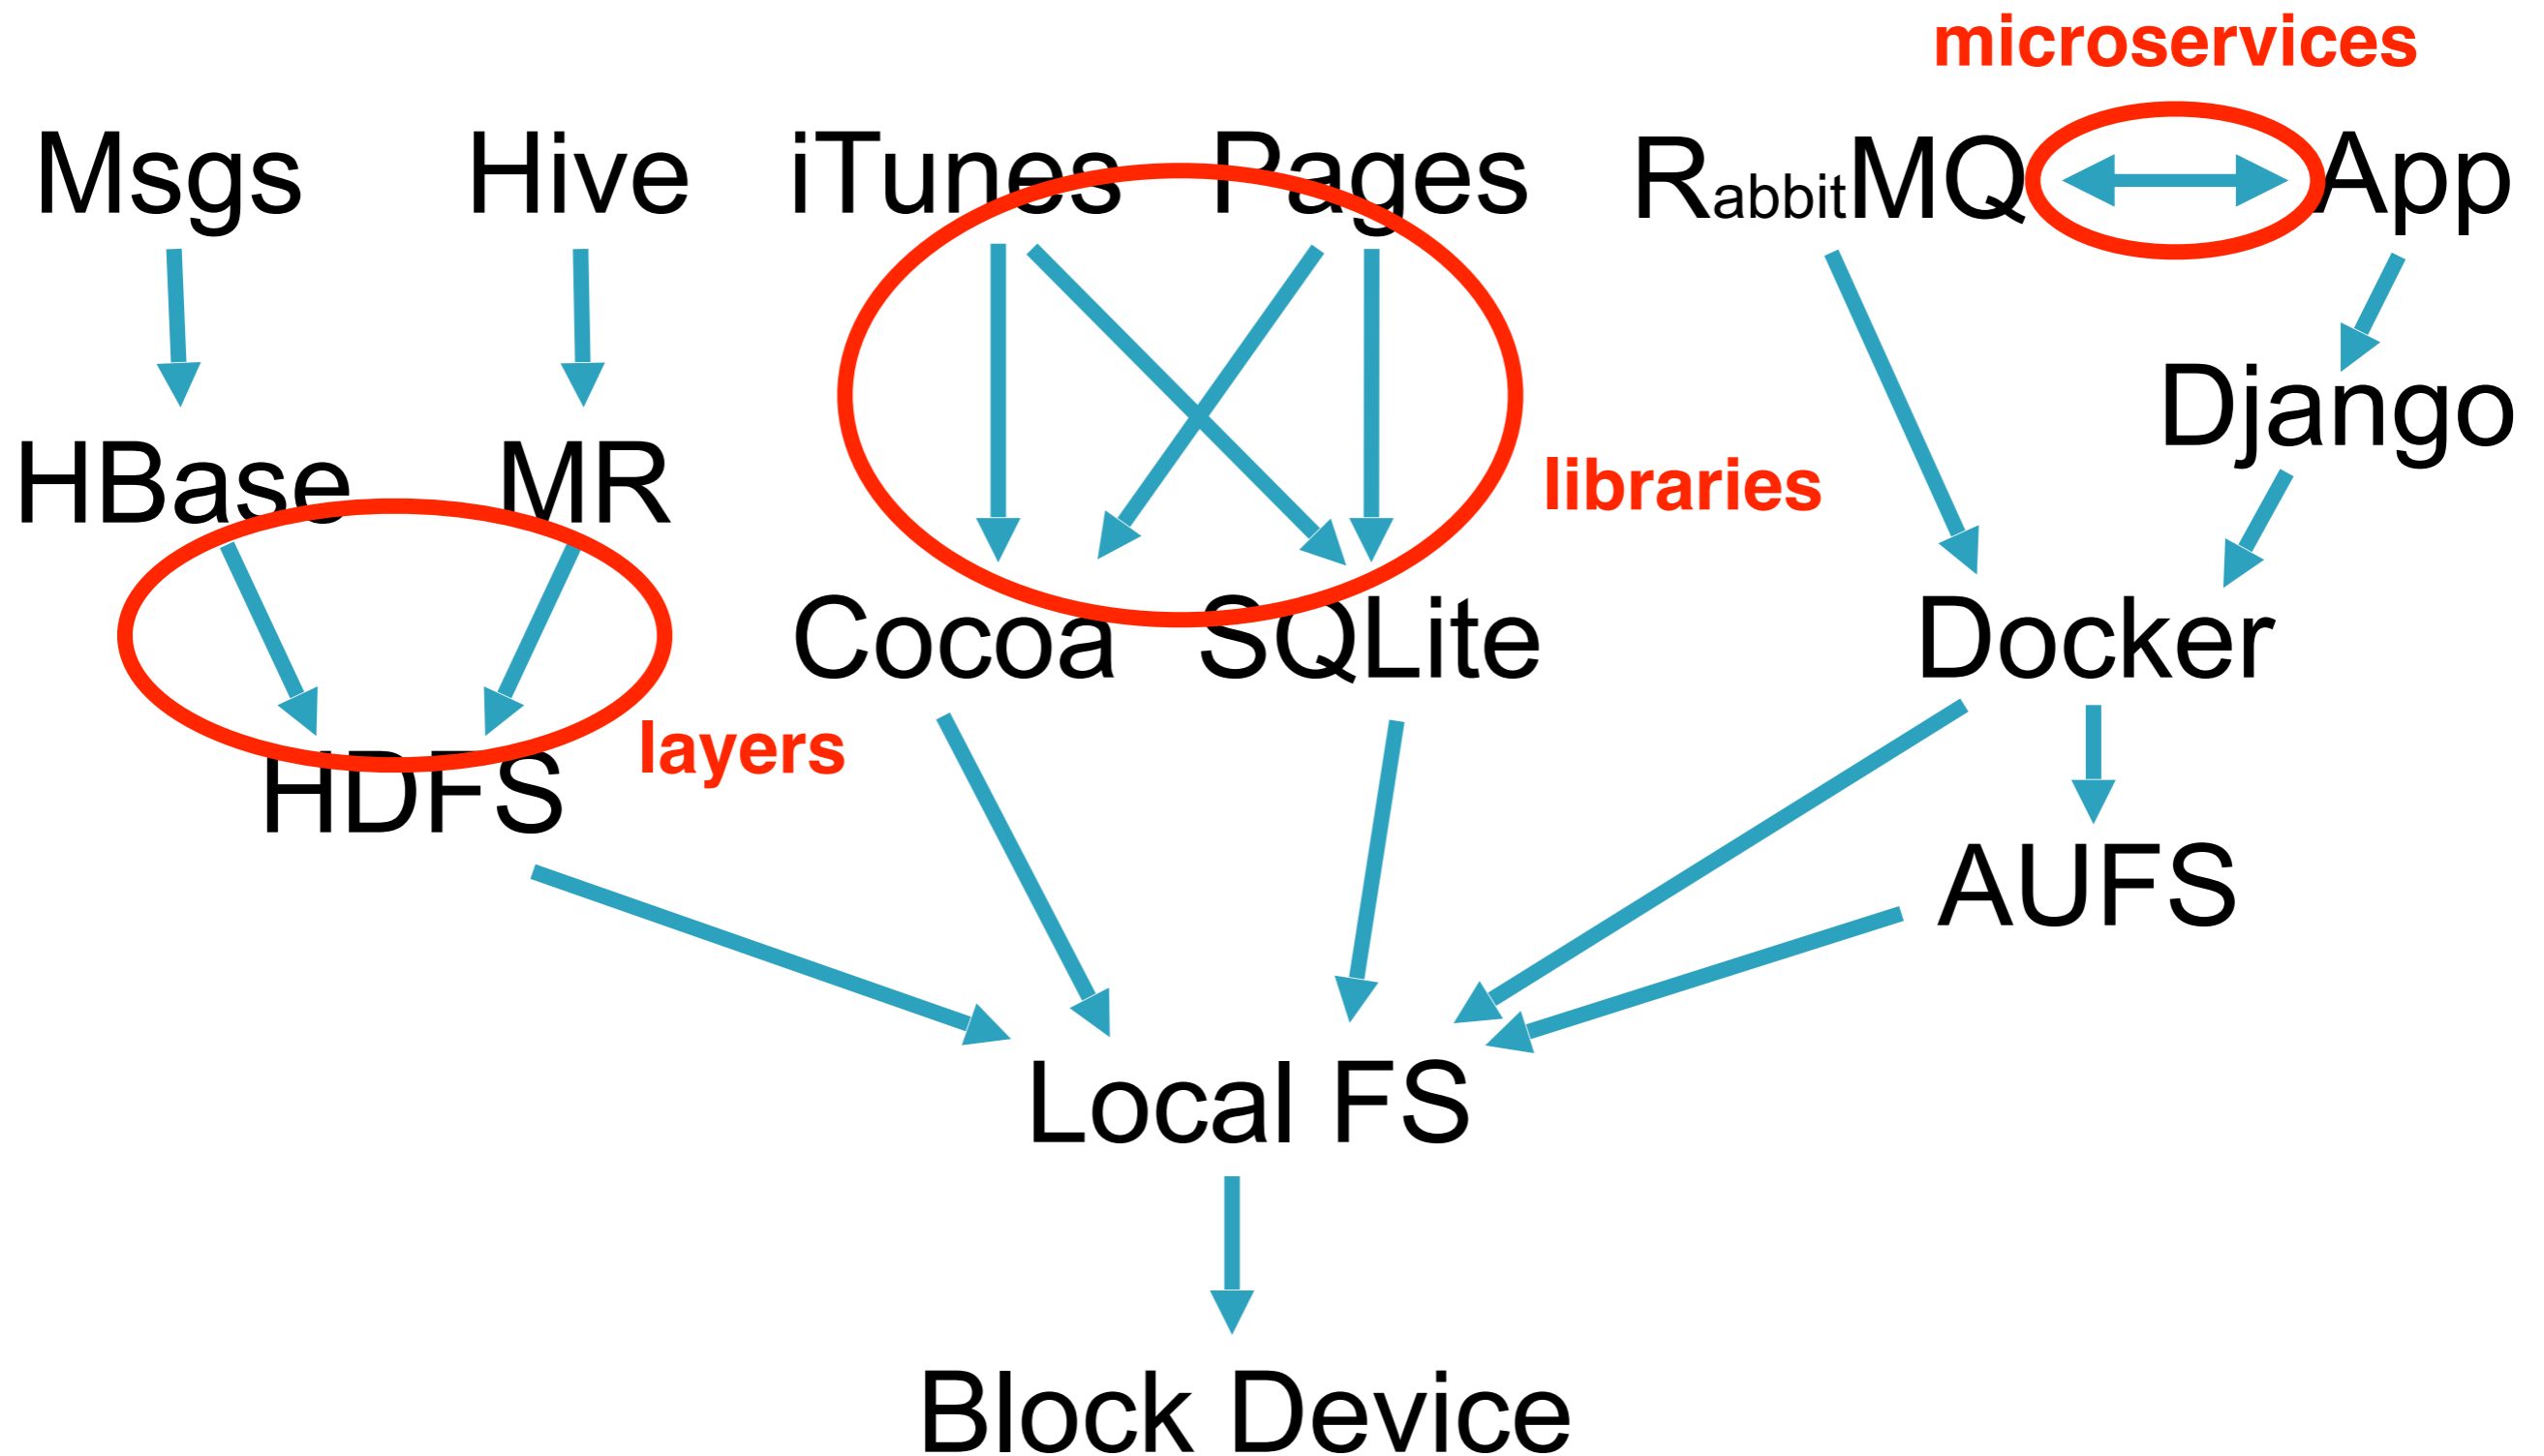 microservices
Msgs Hive iTunes Pages RabbitMQ App
Django
HBase MR libraries
Cocoa SQLite Docker
layers
HDFS
AUFS
Local FS
Block Device